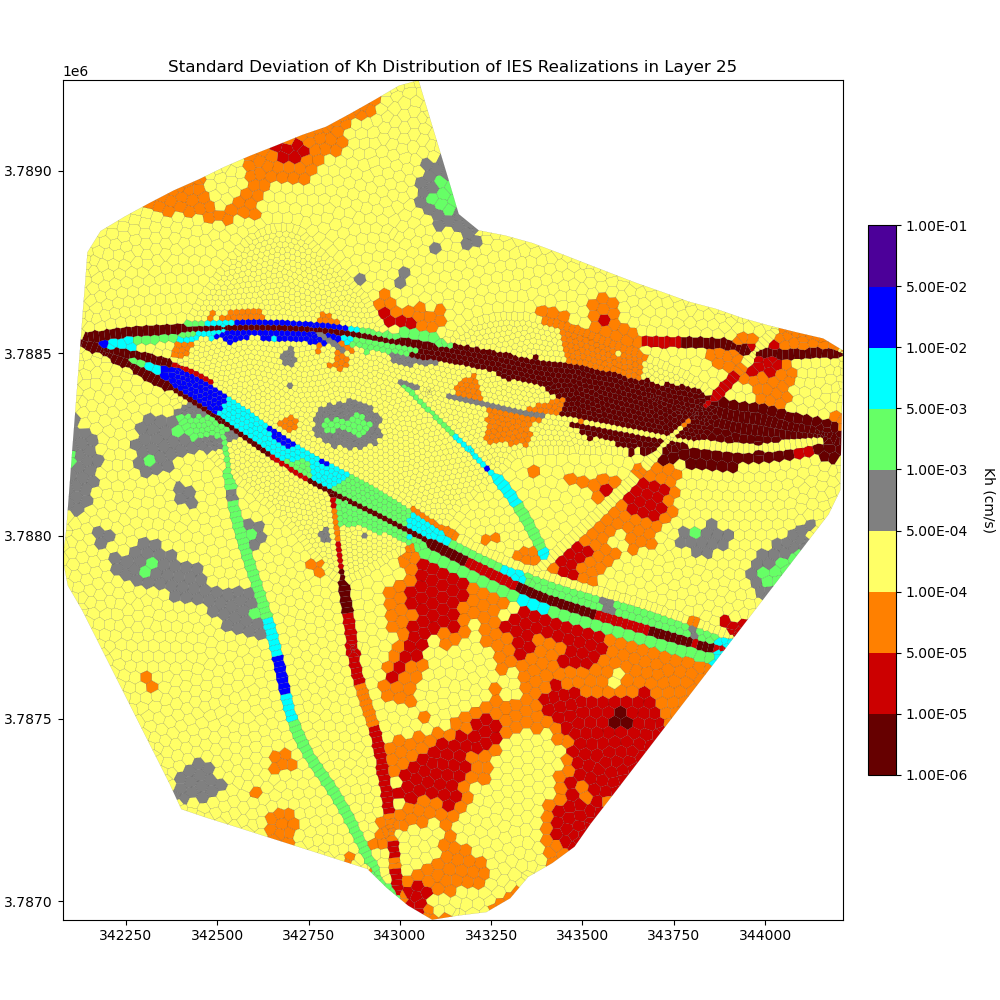 Standard Deviation of Kh Distribution of IES Realizations in Layer 25
1e6
3.7890
3.7885
3.7880
3.7875
3.7870
342250 342500 342750 343000 343250 343500 343750 344000
1.00E-01
5.00E-02
1.00E-02
5.00E-03
1.00E-03
5.00E-04
1.00E-04
5.00E-05
1.00E-05
1.00E-06
Kh (cm/s)